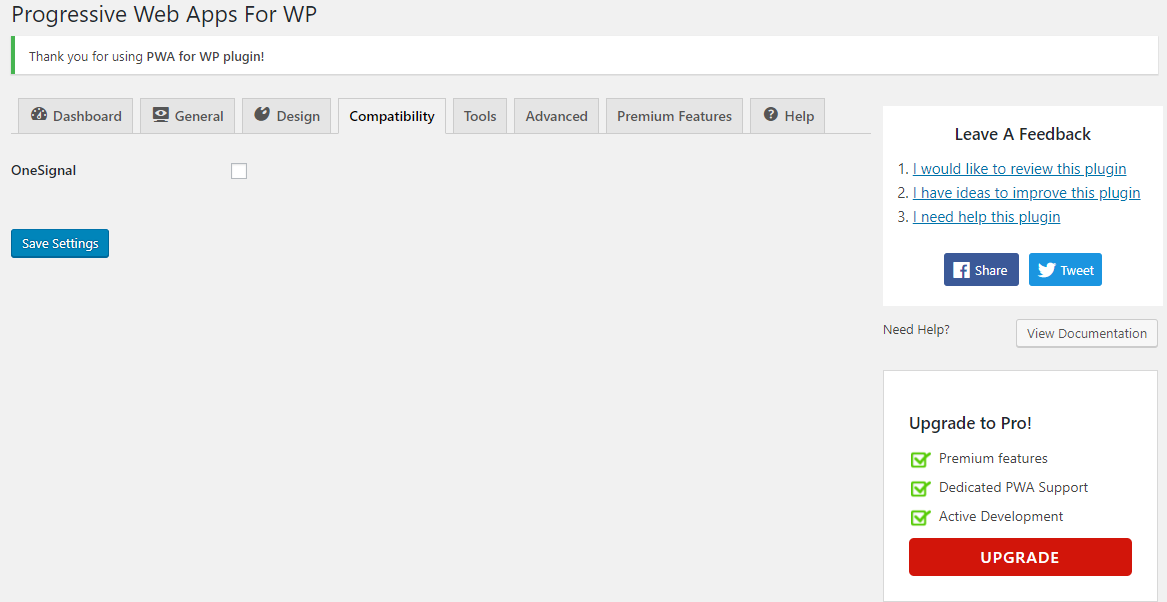 Progressive Web Apps For WP
Thank you for using PWA for WP plugin!
Dashboard
General
Design
Compatibility
Tools
Advanced
Premium Features
Help
OneSignal
Save Settings
Leave A Feedback
1. I would like to review this plugin
2. I have ideas to improve this plugin
3. I need help this plugin
Share
Tweet
Need Help?
View Documentation
Upgrade to Pro!
Premium features
Dedicated PWA Support
Active Development
UPGRADE